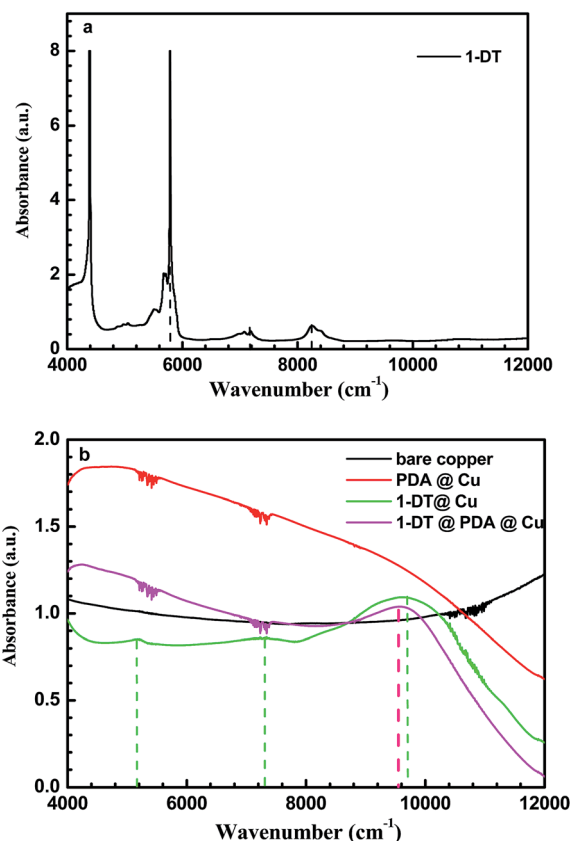 a
1-DT
8
6
4
2
0
Absorbance (a.u.)
4000 6000 8000 10000 12000
Wavenumber (cm⁻¹)
b
bare copper
PDA @ Cu
1-DT@ Cu
1-DT @ PDA @ Cu
2.0
1.5
1.0
0.5
0.0
Absorbance (a.u.)
4000 6000 8000 10000 12000
Wavenumber (cm⁻¹)